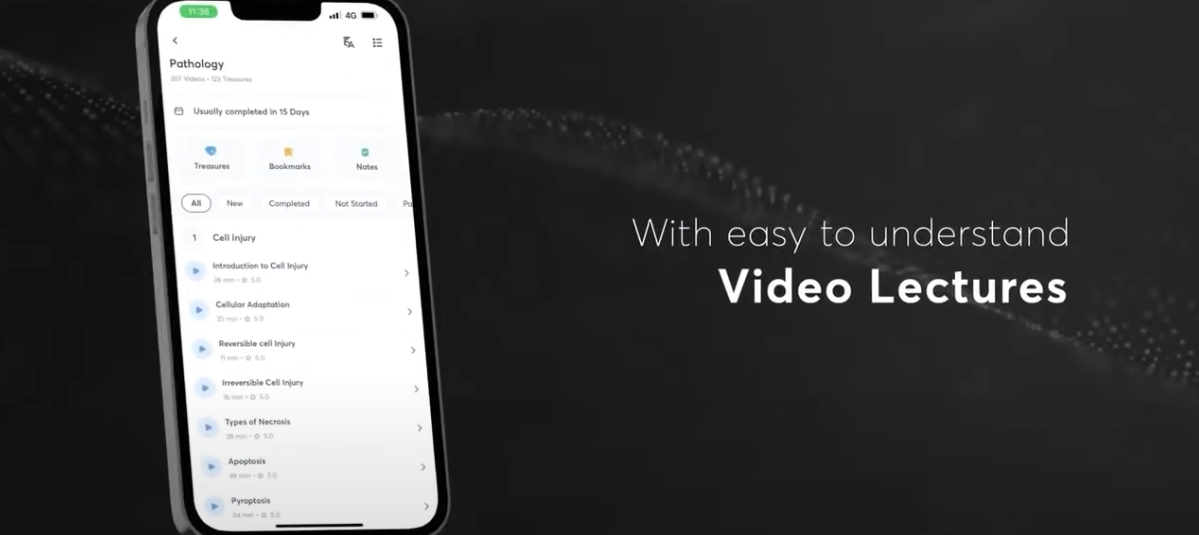 11:36
4G
Pathology
207 Videos • 123 Treasures
Usually completed in 15 Days
Treasures Bookmarks Notes
All New Completed Not Started Pa
1 Cell Injury
Introduction to Cell Injury
26 min • 5.0
Cellular Adaptation
25 min • 5.0
Reversible cell Injury
11 min • 5.0
Irreversible Cell Injury
16 min • 5.0
Types of Necrosis
28 min • 5.0
Apoptosis
min • 5.0
Pyroptosis
04 min • 5.0
With easy to understand
Video Lectures